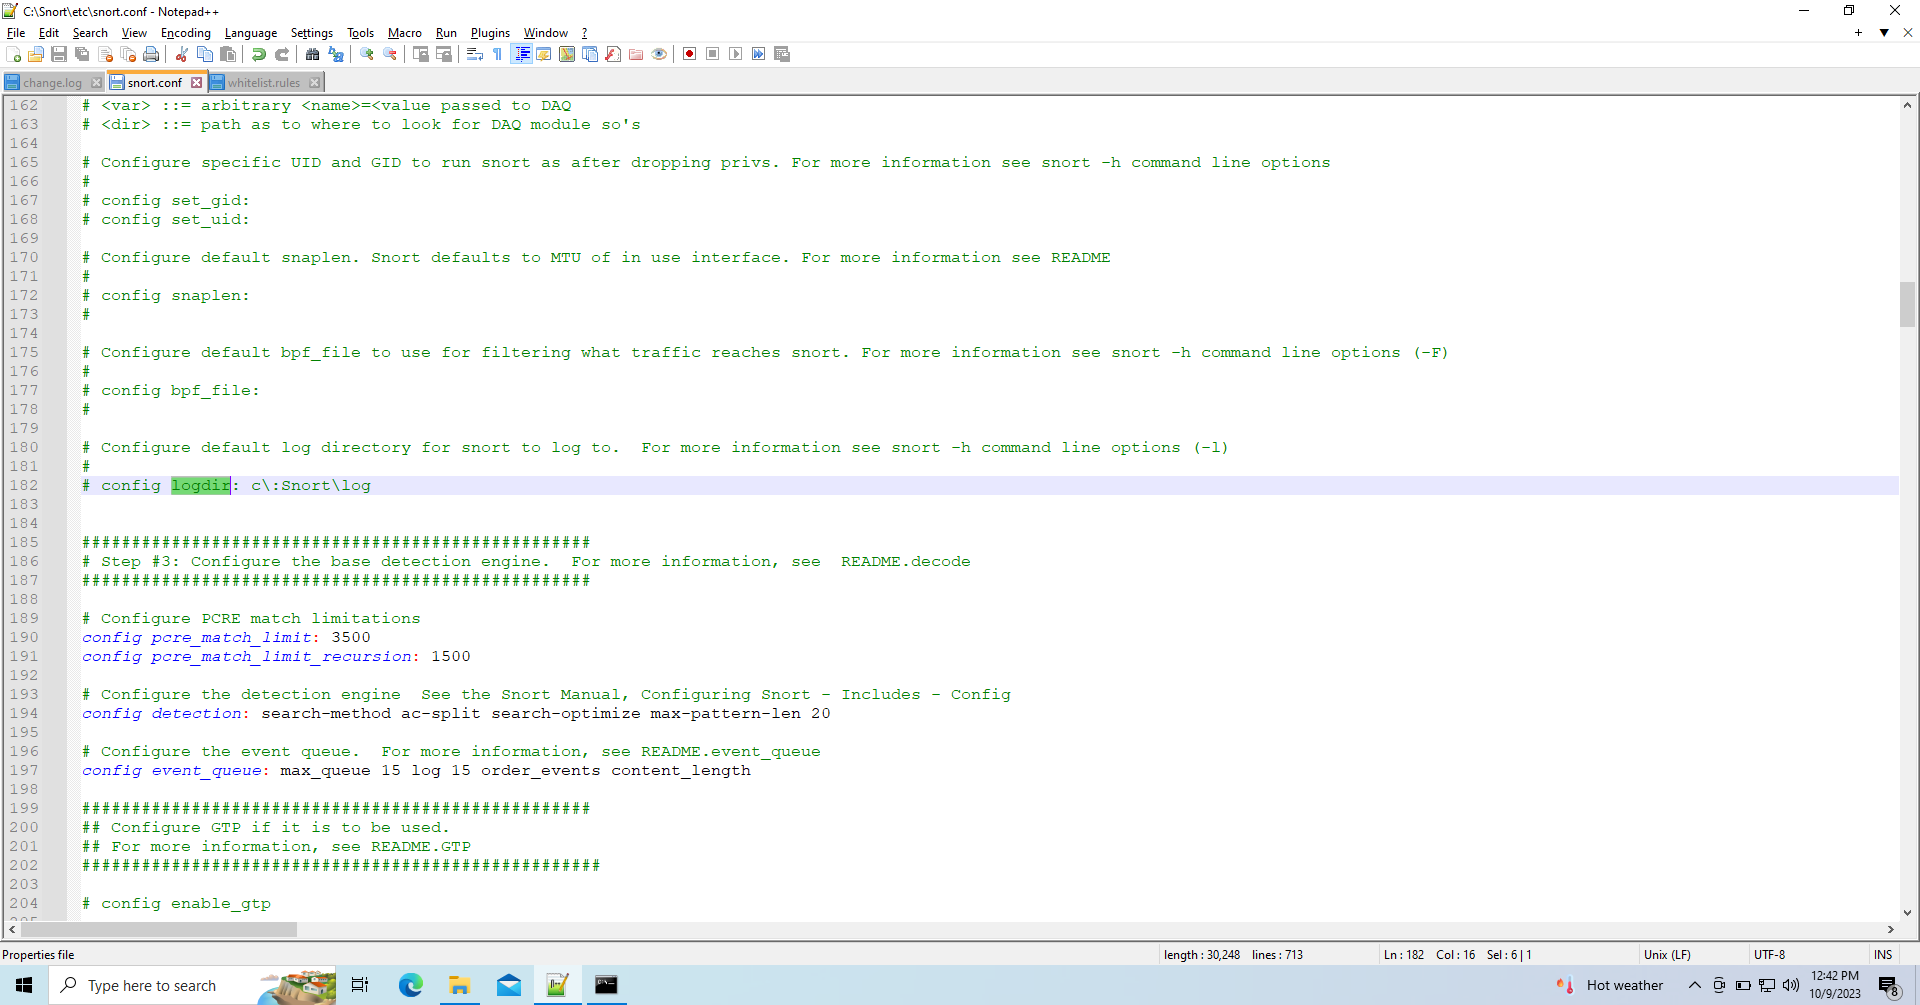 C:\Snort\etc\snort.conf - Notepad++
File Edit Search View Encoding Language Settings Tools Macro Run Plugins Window ?
change.log snort.conf whitelist.rules
162 # <var> ::= arbitrary <name>=<value passed to DAQ
163 # <dir> ::= path as to where to look for DAQ module so's
164
165 # Configure specific UID and GID to run snort as after dropping privs. For more information see snort -h command line options
166 #
167 # config set_gid:
168 # config set_uid:
169
170 # Configure default snaplen. Snort defaults to MTU of in use interface. For more information see README
171 #
172 # config snaplen:
173 #
174
175 # Configure default bpf_file to use for filtering what traffic reaches snort. For more information see snort -h command line options (-F)
176 #
177 # config bpf_file:
178 #
179
180 # Configure default log directory for snort to log to.  For more information see snort -h command line options (-l)
181 #
182 # config logdir: c\:Snort\log
183
184
185 ###################################################
186 # Step #3: Configure the base detection engine.  For more information, see  README.decode
187 ###################################################
188
189 # Configure PCRE match limitations
190 config pcre_match_limit: 3500
191 config pcre_match_limit_recursion: 1500
192
193 # Configure the detection engine  See the Snort Manual, Configuring Snort - Includes - Config
194 config detection: search-method ac-split search-optimize max-pattern-len 20
195
196 # Configure the event queue.  For more information, see README.event_queue
197 config event_queue: max_queue 15 log 15 order_events content_length
198
199 ###################################################
200 ## Configure GTP if it is to be used.
201 ## For more information, see README.GTP
202 ####################################################
203
204 # config enable_gtp
205
Properties file length : 30,248 lines : 713 Ln : 182 Col : 16 Sel : 6 | 1 Unix (LF) UTF-8 INS
Type here to search Hot weather 12:42 PM
10/9/2023 8